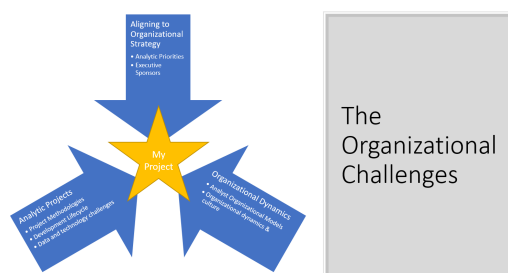 Aligning to
Organizational
Strategy
• Analytic Priorities
• Executive
Sponsors
My
Project
Analytic Projects
• Project Methodologies
• Development Lifecycle
• Data and technology challenges
Organizational Dynamics
• Analyst Organizational Models
• Organizational dynamics &
culture
The
Organizational
Challenges